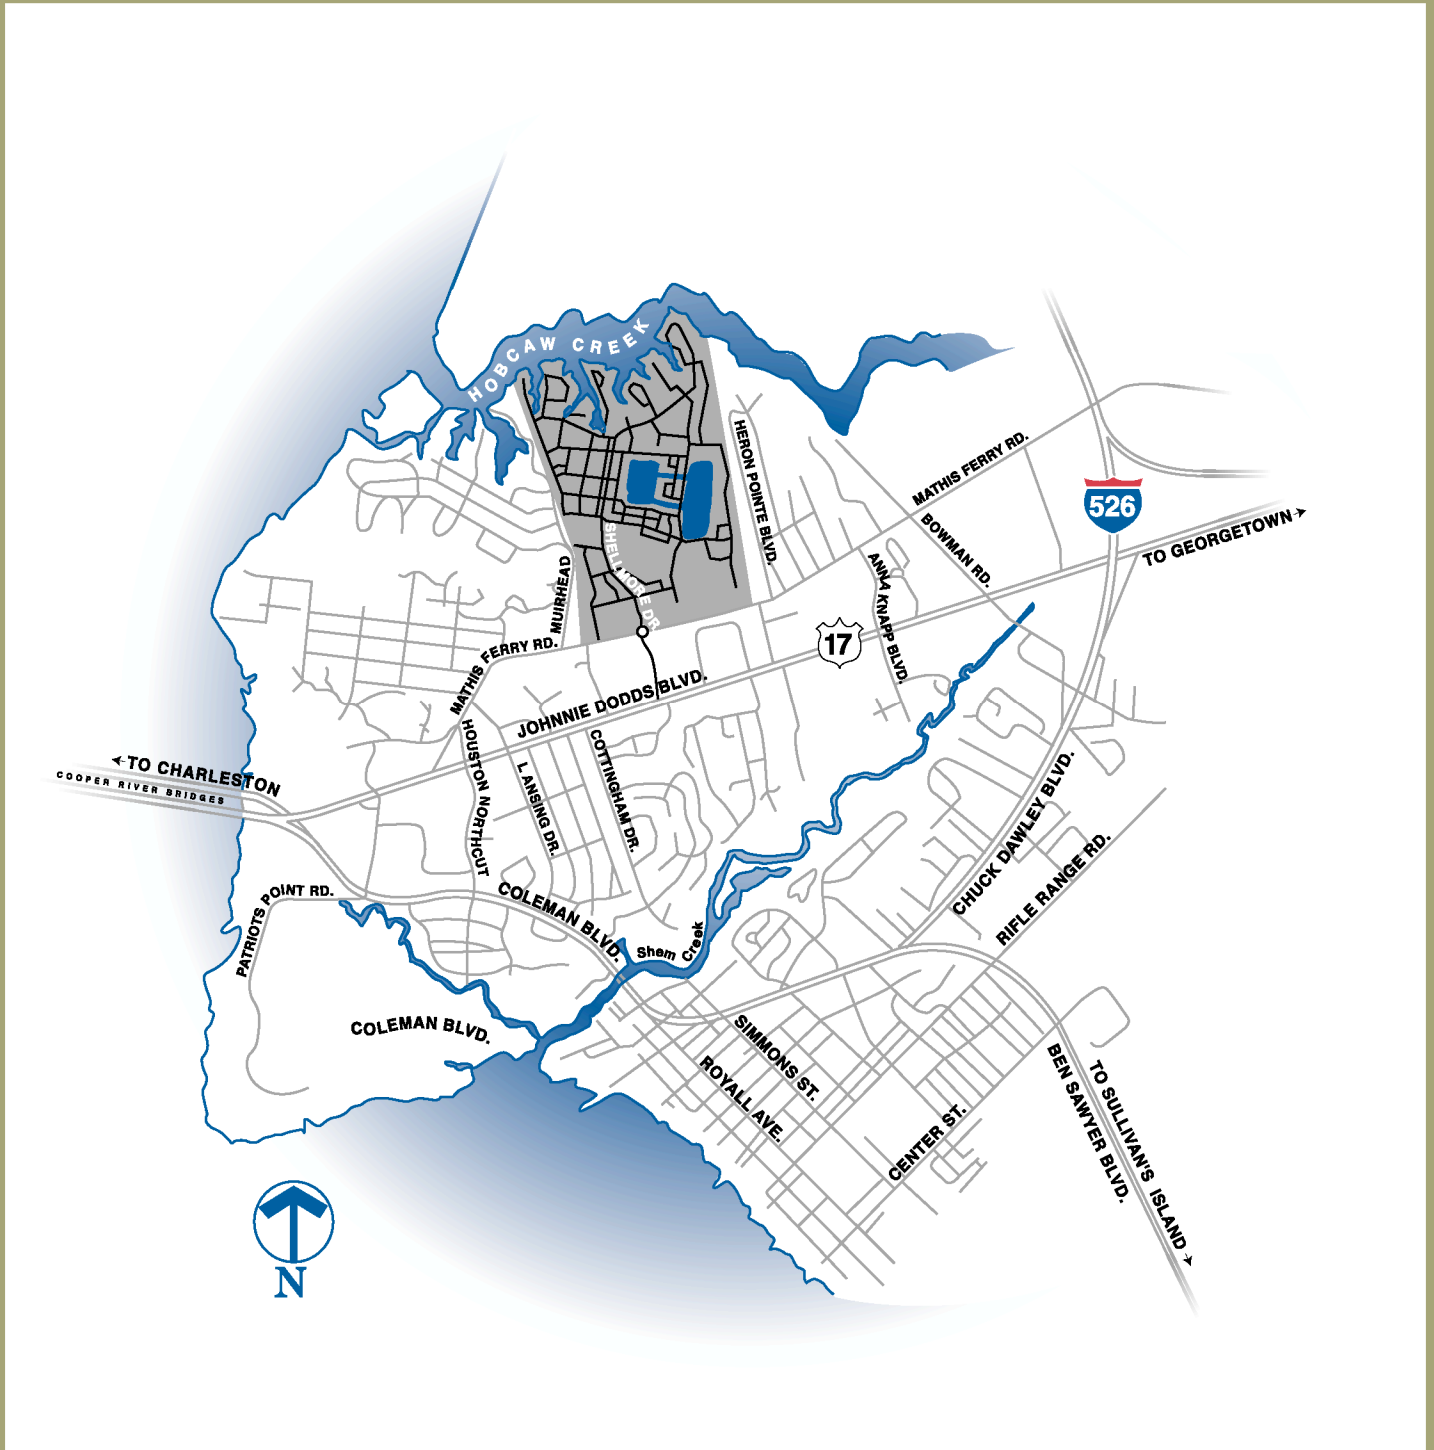 HOBCAW CREEK
HERON POINTE BLVD.
MATHIS FERRY RD.
526
BOWMAN RD.
TO GEORGETOWN
SHELLMORE DR.
MUIRHEAD
ANNA KNAPP BLVD.
17
MATHIS FERRY RD.
JOHNNIE DODDS BLVD.
HOUSTON NORTHCUT
COTTINGHAM DR.
LANSING DR.
TO CHARLESTON
COOPER RIVER BRIDGES
CHUCK DAWLEY BLVD.
RIFLE RANGE RD.
PATRIOTS POINT RD.
COLEMAN BLVD.
Shem Creek
COLEMAN BLVD.
SIMMONS ST.
ROYALL AVE.
CENTER ST.
BEN SAWYER BLVD.
TO SULLIVAN'S ISLAND
N